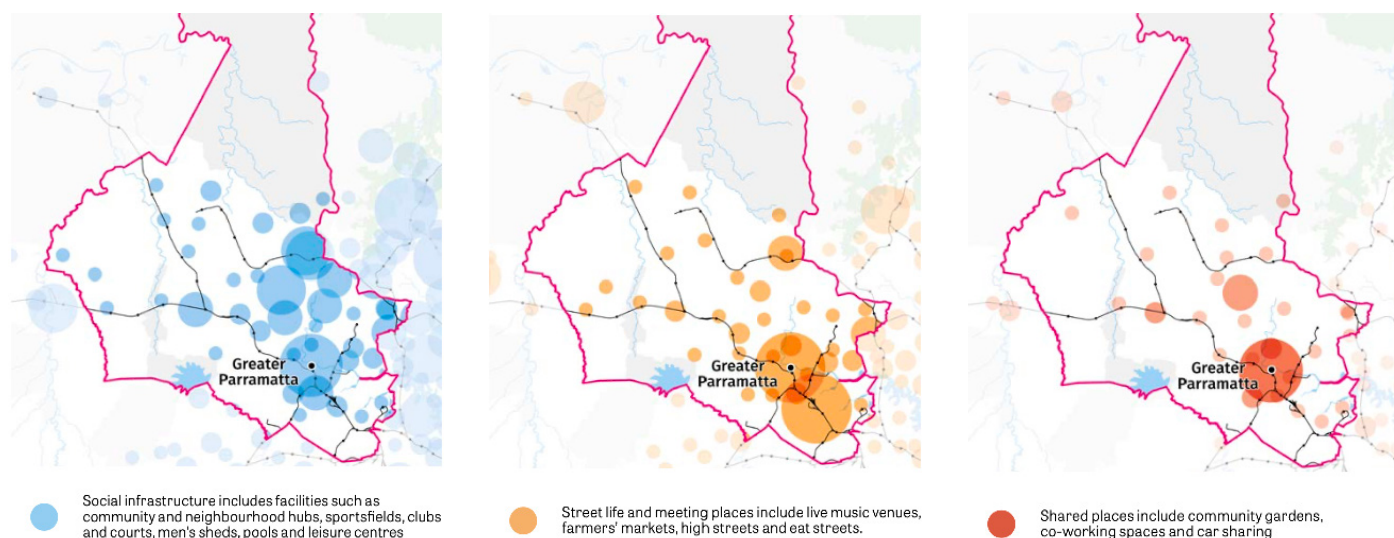 Greater
Parramatta
Greater
Parramatta
Greater
Parramatta
Social infrastructure includes facilities such as
community and neighbourhood hubs, sportsfields, clubs
and courts, men's sheds, pools and leisure centres
Street life and meeting places include live music venues,
farmers' markets, high streets and eat streets.
Shared places include community gardens,
co-working spaces and car sharing